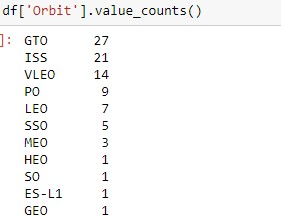 df['Orbit'].value_counts()
]: GTO 27
ISS 21
VLEO 14
PO 9
LEO 7
SSO 5
MEO 3
HEO 1
SO 1
ES-L1 1
GEO 1